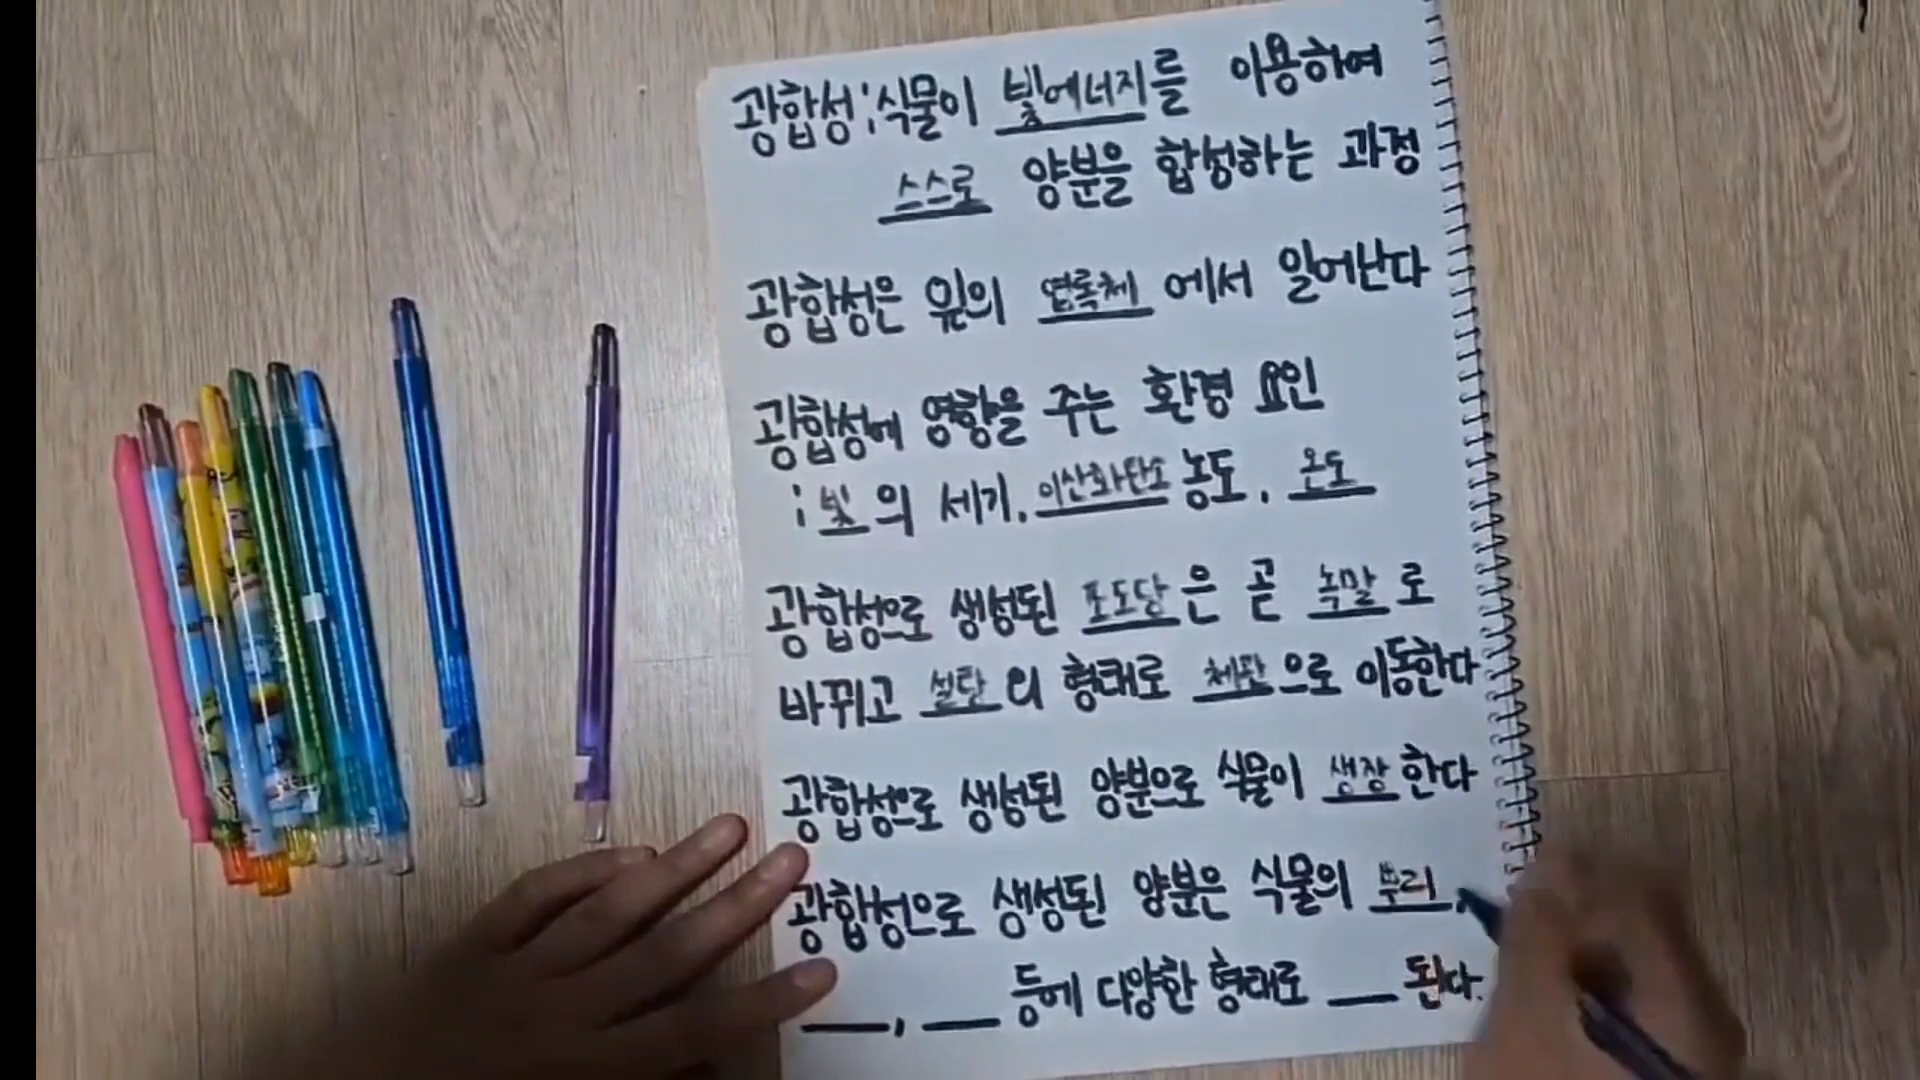 광합성 : 식물이 빛에너지를 이용하여
스스로 양분을 합성하는 과정
광합성은 잎의 엽록체 에서 일어난다
광합성에 영향을 주는 환경 요인
: 빛의 세기, 이산화탄소 농도, 온도
광합성으로 생성된 포도당은 곧 녹말로
바뀌고 설탕의 형태로 체관으로 이동한다
광합성으로 생성된 양분으로 식물이 생장한다
광합성으로 생성된 양분은 식물의 뿌리,
___, ___ 등에 다양한 형태로 ___ 된다.